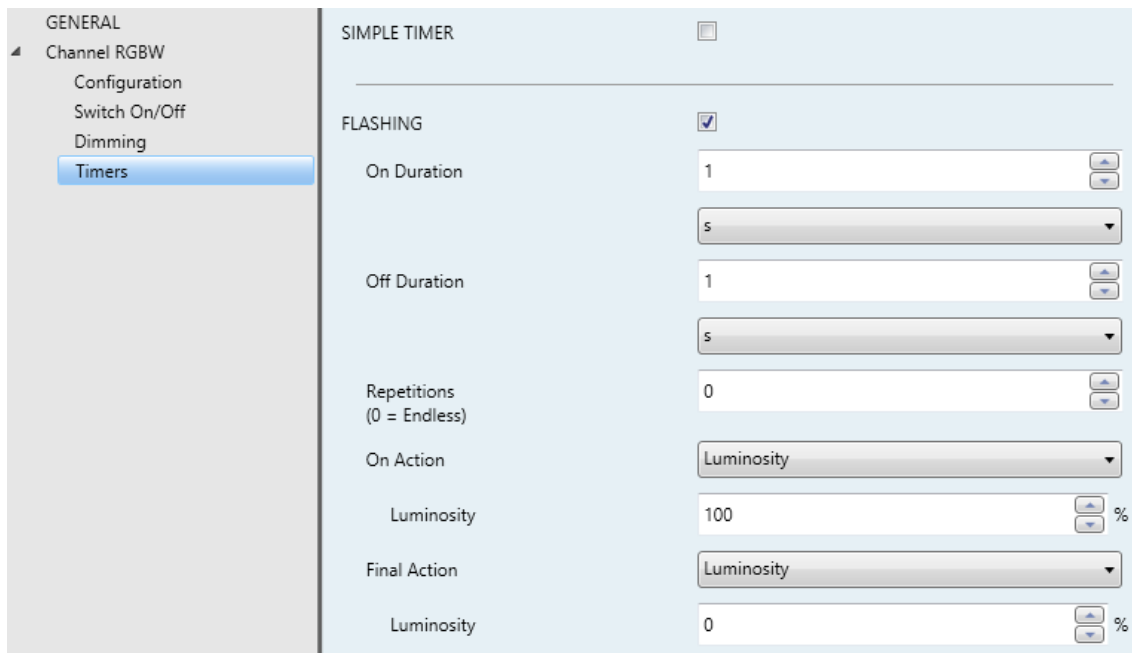 GENERAL
Channel RGBW
Configuration
Switch On/Off
Dimming
Timers
SIMPLE TIMER
FLASHING
On Duration
1
s
Off Duration
1
s
Repetitions
(0 = Endless)
0
On Action
Luminosity
Luminosity
100
%
Final Action
Luminosity
Luminosity
0
%